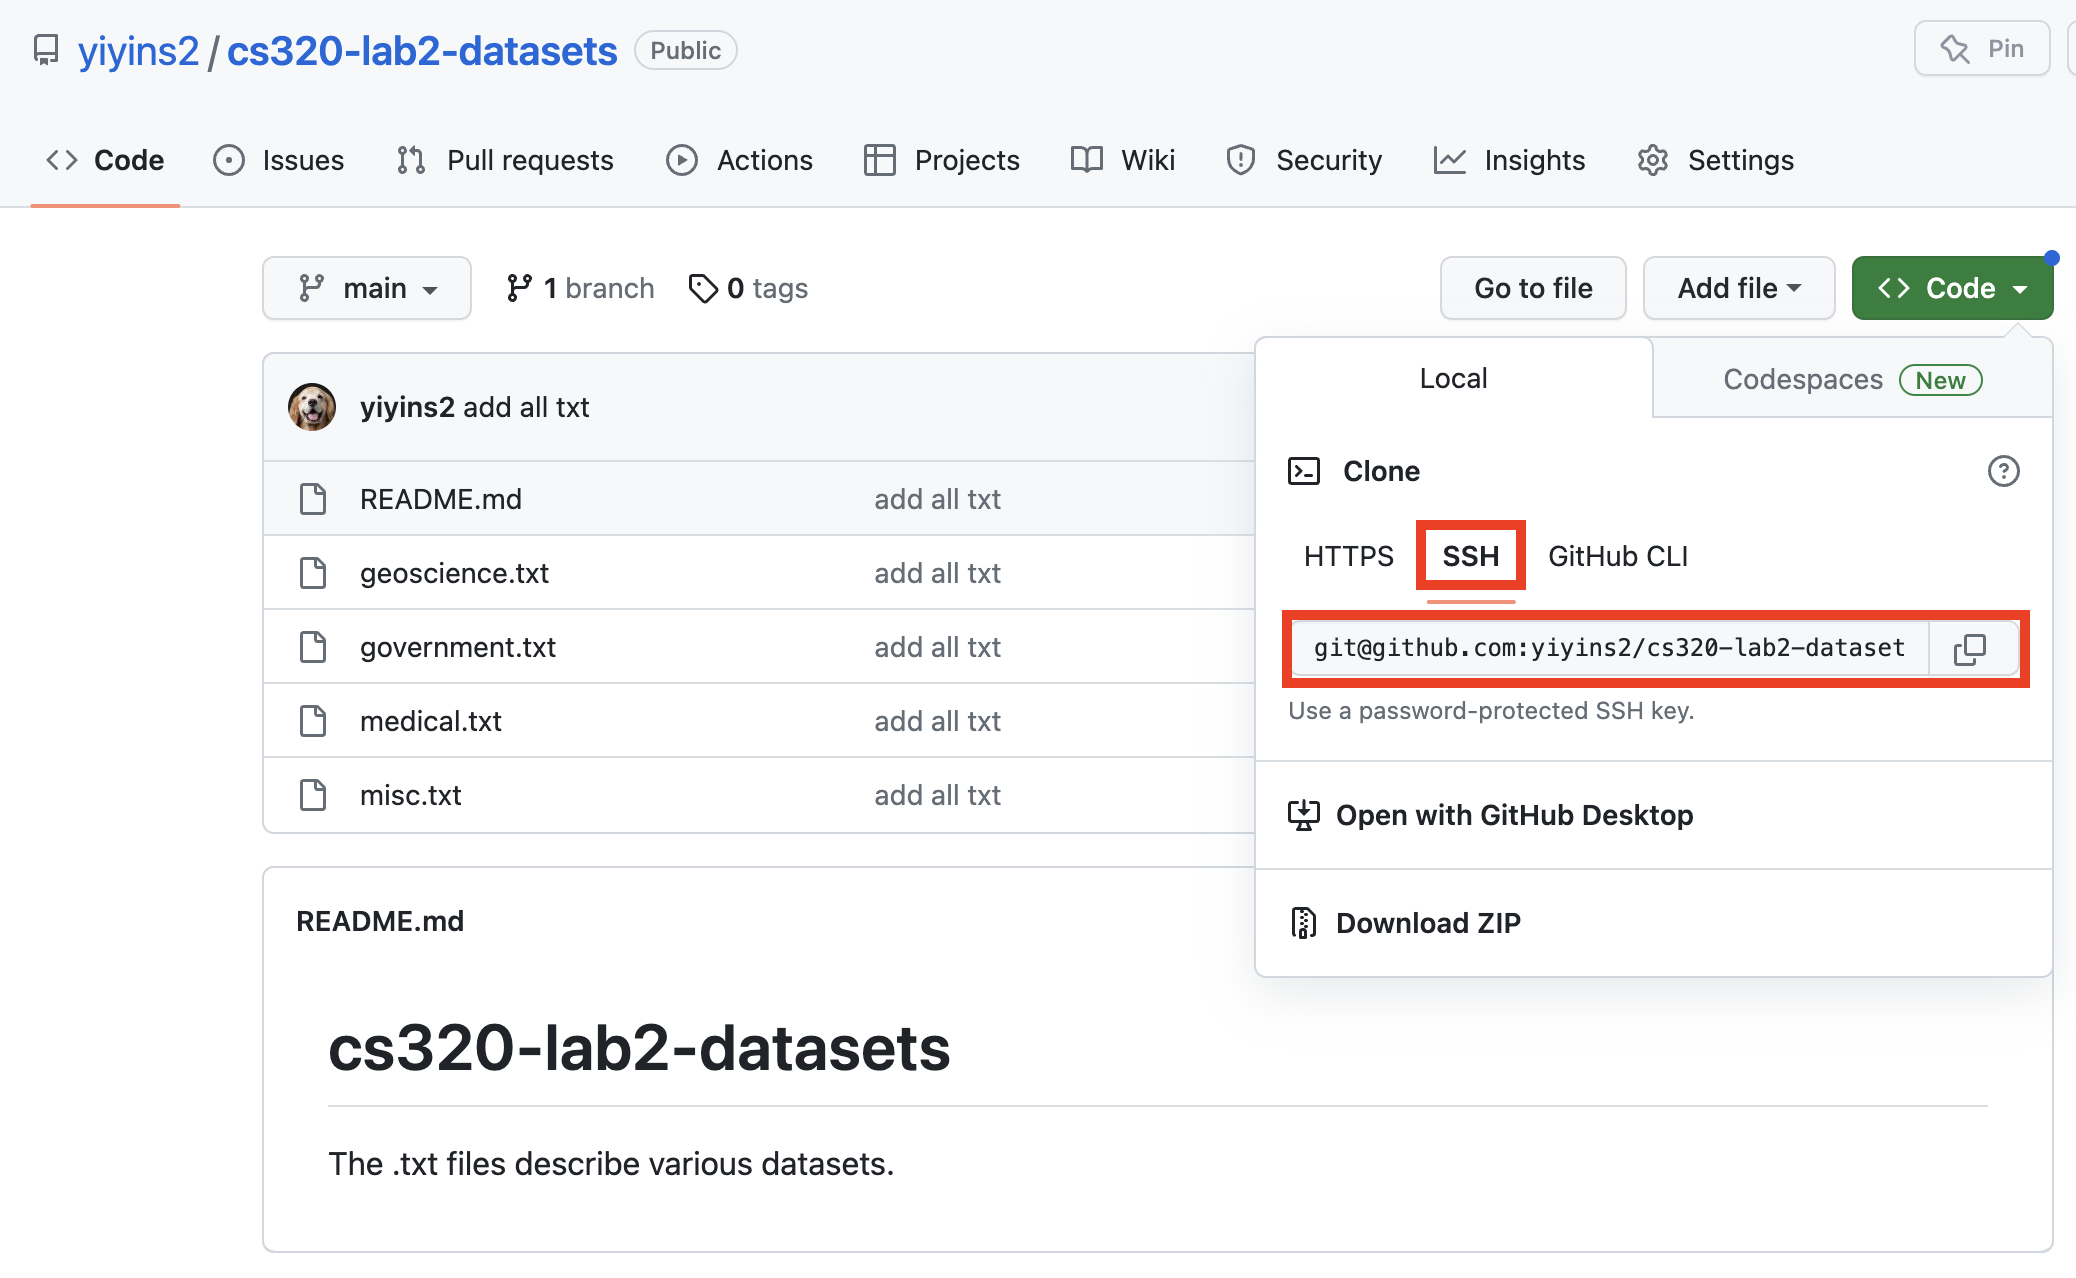 yiyins2 / cs320-lab2-datasets Public Pin
Code Issues Pull requests Actions Projects Wiki Security Insights Settings
main 1 branch 0 tags Go to file Add file Code
Local Codespaces New
yiyins2 add all txt
Clone
README.md add all txt
HTTPS SSH GitHub CLI
geoscience.txt add all txt
git@github.com:yiyins2/cs320-lab2-dataset
government.txt add all txt
Use a password-protected SSH key.
medical.txt add all txt
misc.txt add all txt
Open with GitHub Desktop
Download ZIP
README.md
cs320-lab2-datasets
The .txt files describe various datasets.